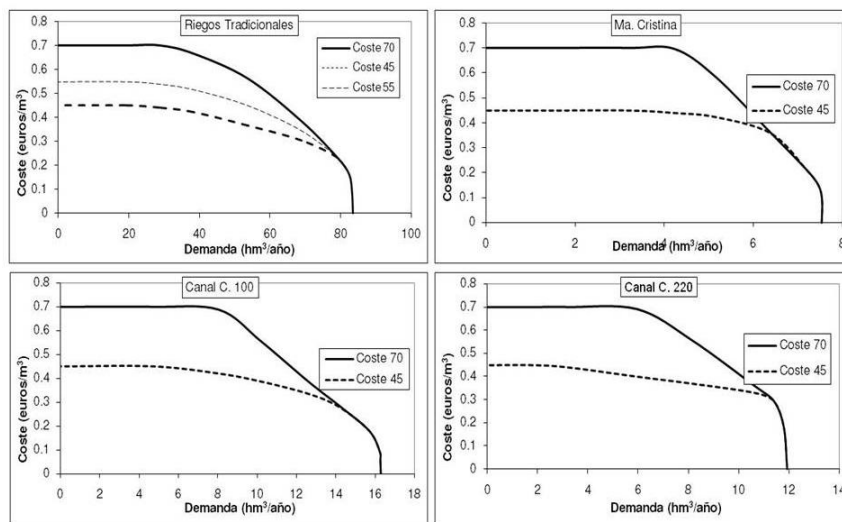 Riegos Tradicionales
Coste (euros/m³)
0.8
0.7
0.6
0.5
0.4
0.3
0.2
0.1
0
Coste 70
Coste 45
Coste 55
0 20 40 60 80 100
Demanda (hm³/año)
Ma. Cristina
Coste (euros/m³)
0.8
0.7
0.6
0.5
0.4
0.3
0.2
0.1
0
Coste 70
Coste 45
0 2 4 6 8
Demanda (hm³/año)
Canal C. 100
Coste (euros/m³)
0.8
0.7
0.6
0.5
0.4
0.3
0.2
0.1
0
Coste 70
Coste 45
0 2 4 6 8 10 12 14 16 18
Demanda (hm³/año)
Canal C. 220
Coste (euros/m³)
0.8
0.7
0.6
0.5
0.4
0.3
0.2
0.1
0
Coste 70
Coste 45
0 2 4 6 8 10 12 14
Demanda (hm³/año)